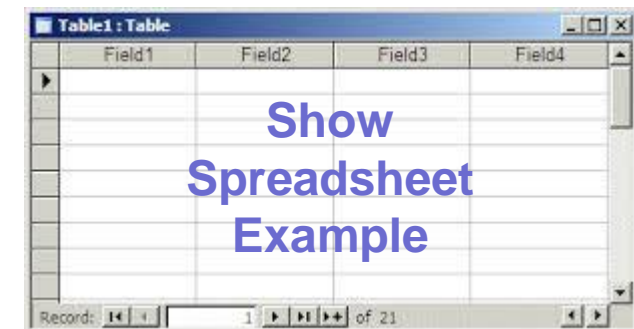 Table1 : Table
Field1 Field2 Field3 Field4
Show
Spreadsheet
Example
Record: 1 of 21